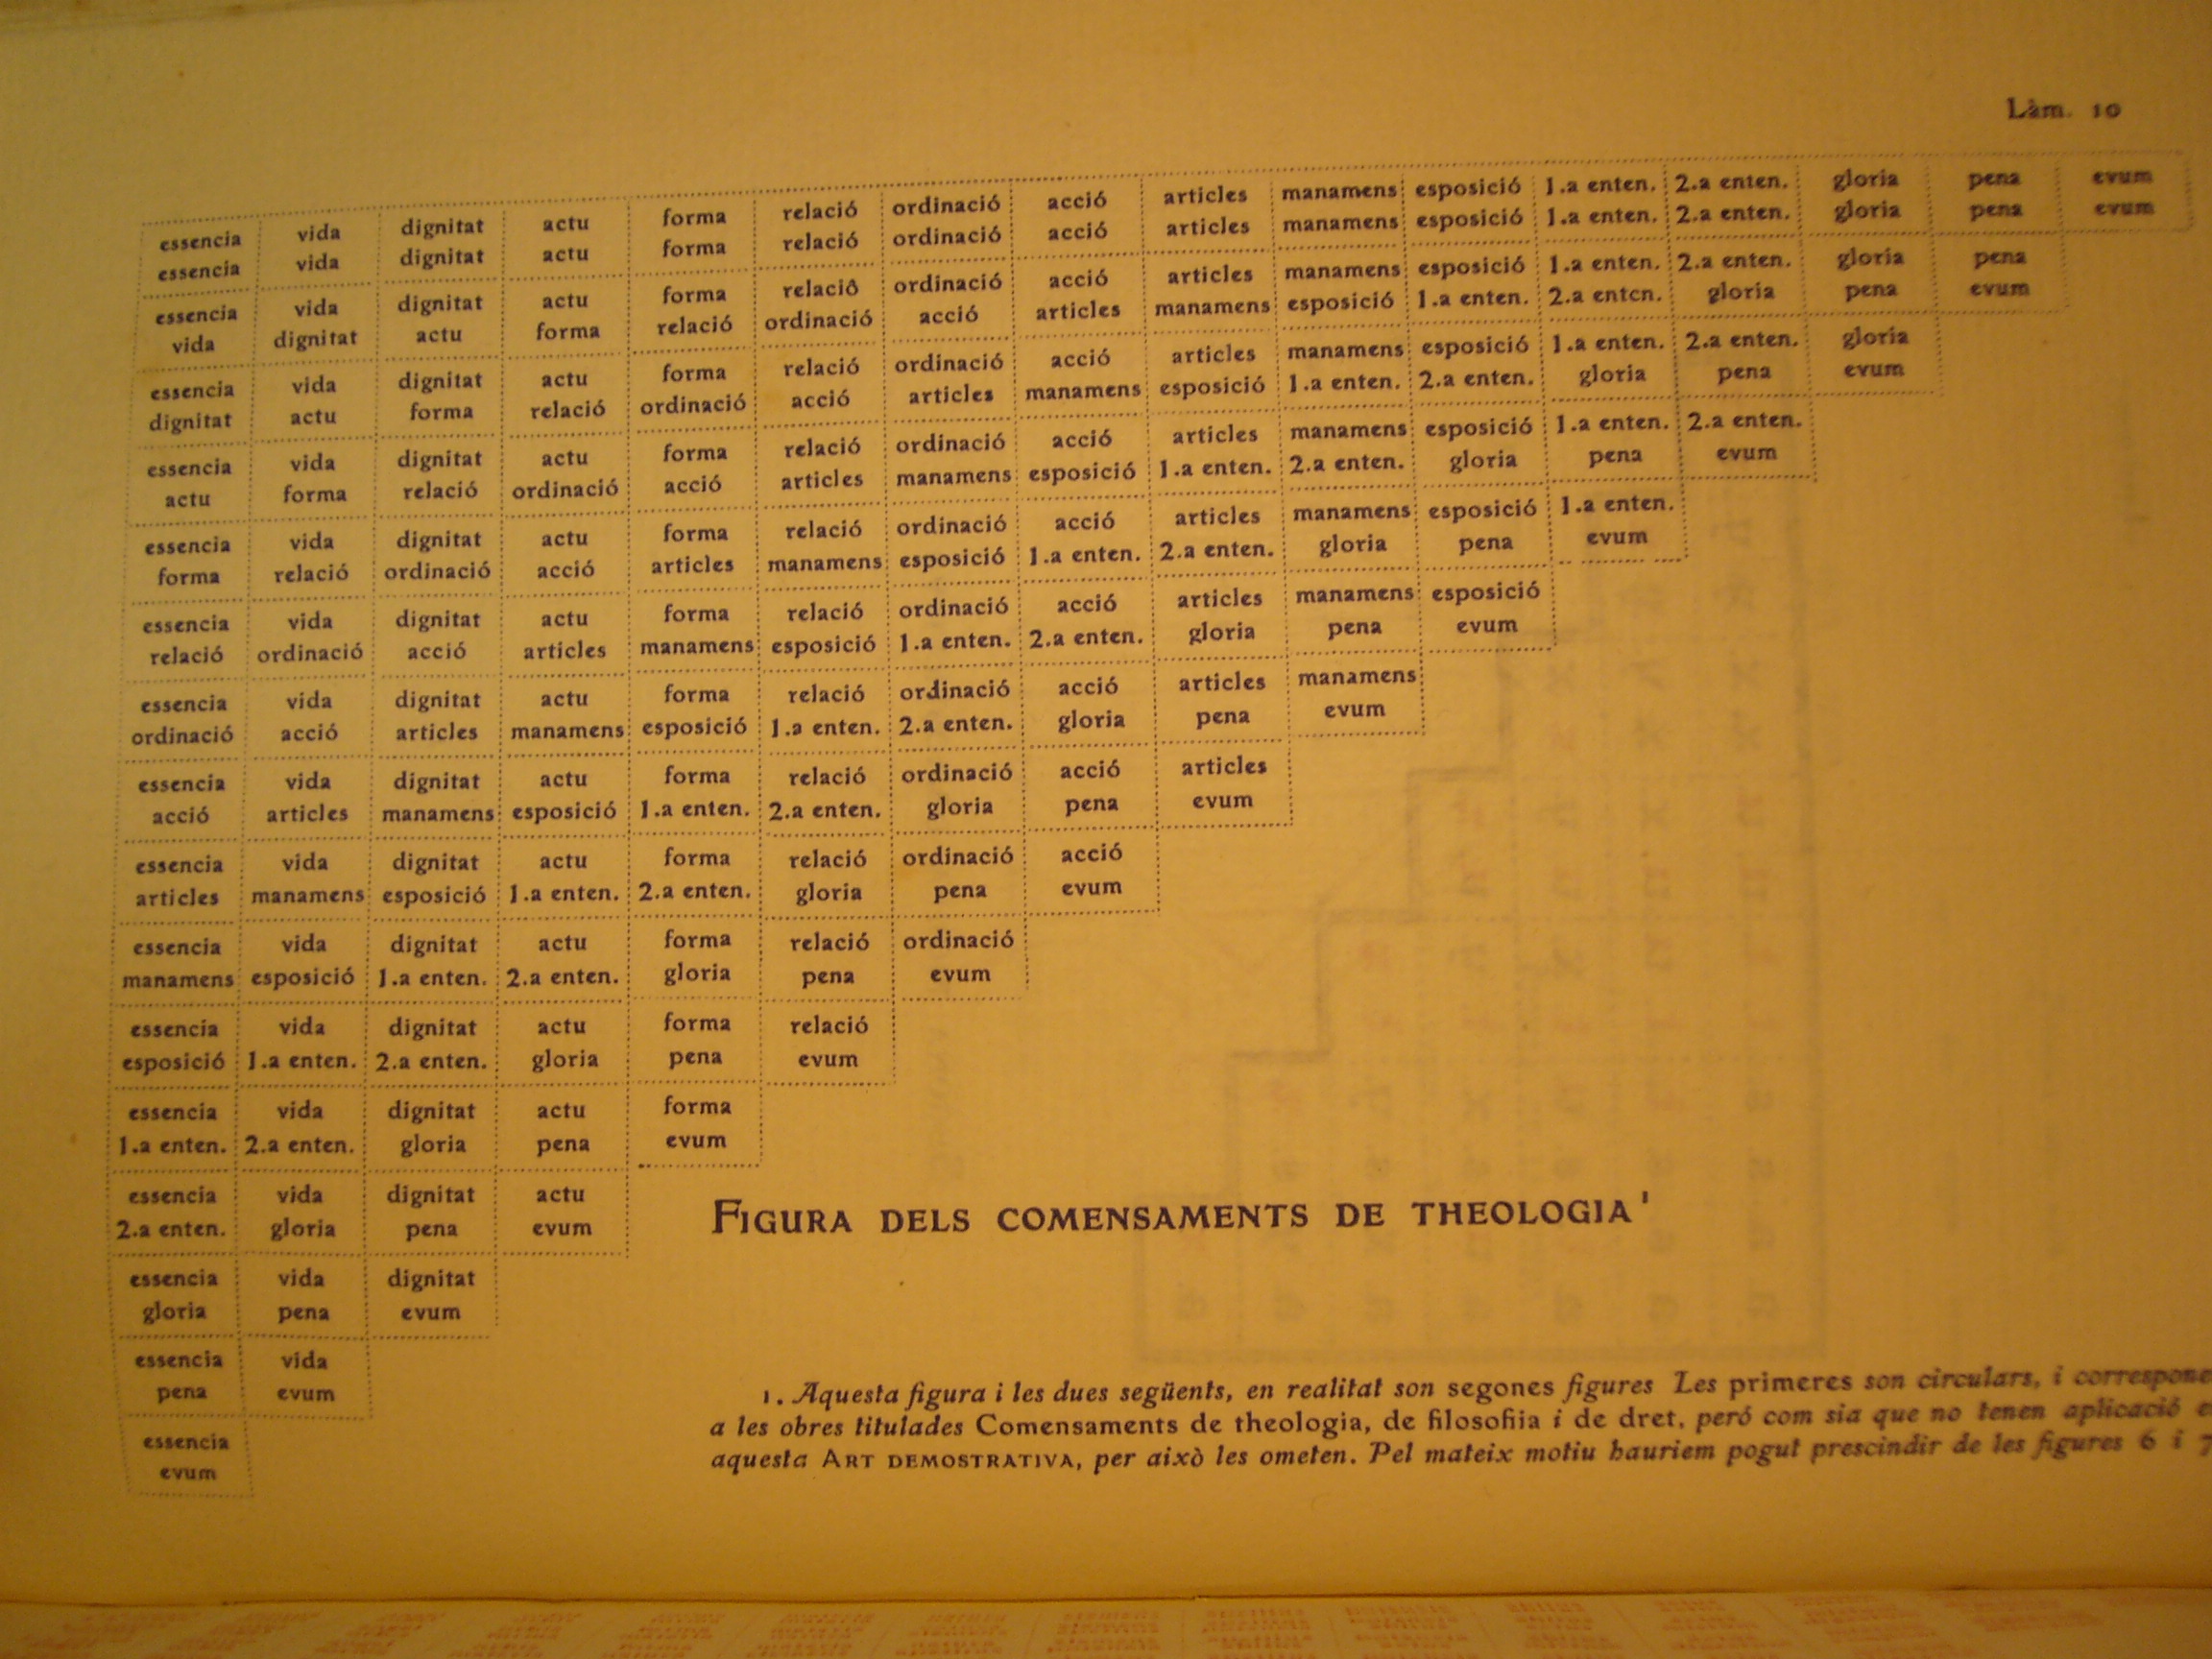 Làm. 10
essencia vida dignitat actu forma relació ordinació acció articles manamens esposició 1.a enten. 2.a enten. gloria pena evum
essencia vida dignitat actu forma relació ordinació acció articles manamens esposició 1.a enten. 2.a enten. gloria pena evum
essencia vida dignitat actu forma relació ordinació acció articles manamens esposició 1.a enten. 2.a enten. gloria pena
vida dignitat actu forma relació ordinació acció articles manamens esposició 1.a enten. 2.a enten. gloria pena evum
essencia vida dignitat actu forma relació ordinació acció articles manamens esposició 1.a enten. 2.a enten. gloria
dignitat actu forma relació ordinació acció articles manamens esposició 1.a enten. 2.a enten. gloria pena evum
essencia vida dignitat actu forma relació ordinació acció articles manamens esposició 1.a enten. 2.a enten.
actu forma relació ordinació acció articles manamens esposició 1.a enten. 2.a enten. gloria pena evum
essencia vida dignitat actu forma relació ordinació acció articles manamens esposició 1.a enten.
forma relació ordinació acció articles manamens esposició 1.a enten. 2.a enten. gloria pena evum
essencia vida dignitat actu forma relació ordinació acció articles manamens esposició
relació ordinació acció articles manamens esposició 1.a enten. 2.a enten. gloria pena evum
essencia vida dignitat actu forma relació ordinació acció articles manamens
ordinació acció articles manamens esposició 1.a enten. 2.a enten. gloria pena evum
essencia vida dignitat actu forma relació ordinació acció articles
acció articles manamens esposició 1.a enten. 2.a enten. gloria pena evum
essencia vida dignitat actu forma relació ordinació acció
articles manamens esposició 1.a enten. 2.a enten. gloria pena evum
essencia vida dignitat actu forma relació ordinació
manamens esposició 1.a enten. 2.a enten. gloria pena evum
essencia vida dignitat actu forma relació
esposició 1.a enten. 2.a enten. gloria pena evum
essencia vida dignitat actu forma
1.a enten. 2.a enten. gloria pena evum
essencia vida dignitat actu
2.a enten. gloria pena evum
essencia vida dignitat
gloria pena evum
essencia vida
pena evum
essencia
evum
FIGURA DELS COMENSAMENTS DE THEOLOGIA¹
1. Aquesta figura i les dues següents, en realitat son segones figures Les primeres son circulars, i correspone
a les obres titulades Comensaments de theologia, de filosofiia i de dret, peró com sia que no tenen aplicació
aquesta ART DEMOSTRATIVA, per això les ometen. Pel mateix motiu hauriem pogut prescindir de les figures 6 i 7